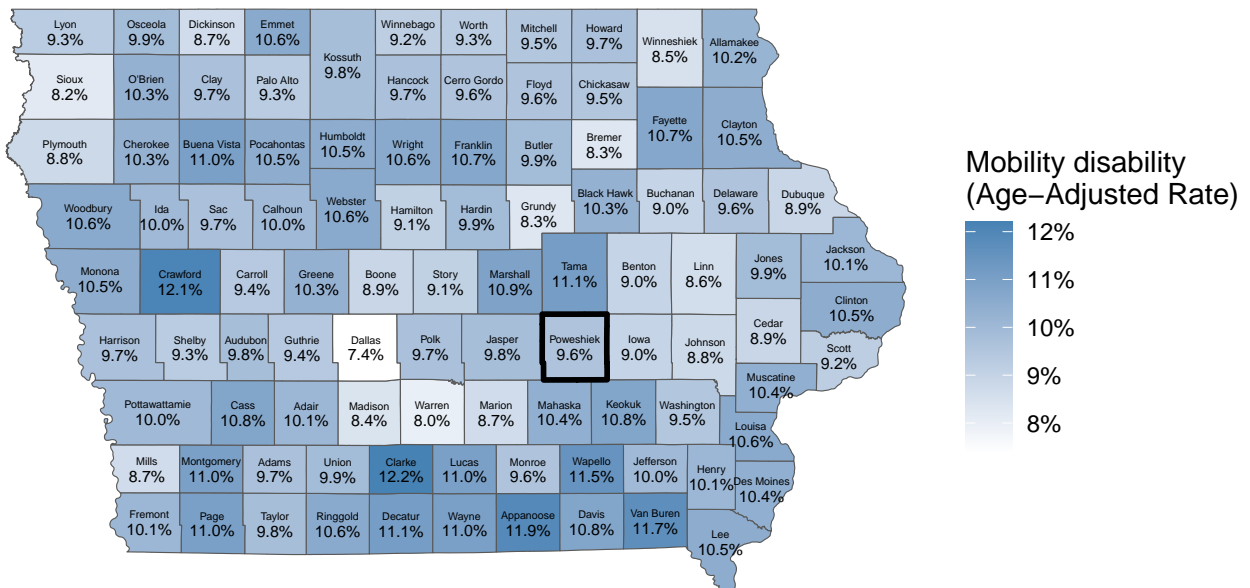 Lyon
9.3%
Osceola
9.9%
Dickinson
8.7%
Emmet
10.6%
Kossuth
9.8%
Winnebago
9.2%
Worth
9.3%
Mitchell
9.5%
Howard
9.7%
Winneshiek
8.5%
Allamakee
10.2%
Sioux
8.2%
O'Brien
10.3%
Clay
9.7%
Palo Alto
9.3%
Hancock
9.7%
Cerro Gordo
9.6%
Floyd
9.6%
Chickasaw
9.5%
Fayette
10.7%
Clayton
10.5%
Plymouth
8.8%
Cherokee
10.3%
Buena Vista
11.0%
Pocahontas
10.5%
Humboldt
10.5%
Wright
10.6%
Franklin
10.7%
Butler
9.9%
Bremer
8.3%
Woodbury
10.6%
Ida
10.0%
Sac
9.7%
Calhoun
10.0%
Webster
10.6%
Hamilton
9.1%
Hardin
9.9%
Grundy
8.3%
Black Hawk
10.3%
Buchanan
9.0%
Delaware
9.6%
Dubuque
8.9%
Monona
10.5%
Crawford
12.1%
Carroll
9.4%
Greene
10.3%
Boone
8.9%
Story
9.1%
Marshall
10.9%
Tama
11.1%
Benton
9.0%
Linn
8.6%
Jones
9.9%
Jackson
10.1%
Clinton
10.5%
Harrison
9.7%
Shelby
9.3%
Audubon
9.8%
Guthrie
9.4%
Dallas
7.4%
Polk
9.7%
Jasper
9.8%
Poweshiek
9.6%
Iowa
9.0%
Johnson
8.8%
Cedar
8.9%
Scott
9.2%
Muscatine
10.4%
Pottawattamie
10.0%
Cass
10.8%
Adair
10.1%
Madison
8.4%
Warren
8.0%
Marion
8.7%
Mahaska
10.4%
Keokuk
10.8%
Washington
9.5%
Louisa
10.6%
Mills
8.7%
Montgomery
11.0%
Adams
9.7%
Union
9.9%
Clarke
12.2%
Lucas
11.0%
Monroe
9.6%
Wapello
11.5%
Jefferson
10.0%
Henry
10.1%
Des Moines
10.4%
Fremont
10.1%
Page
11.0%
Taylor
9.8%
Ringgold
10.6%
Decatur
11.1%
Wayne
11.0%
Appanoose
11.9%
Davis
10.8%
Van Buren
11.7%
Lee
10.5%
Mobility disability
(Age−Adjusted Rate)
12%
11%
10%
9%
8%